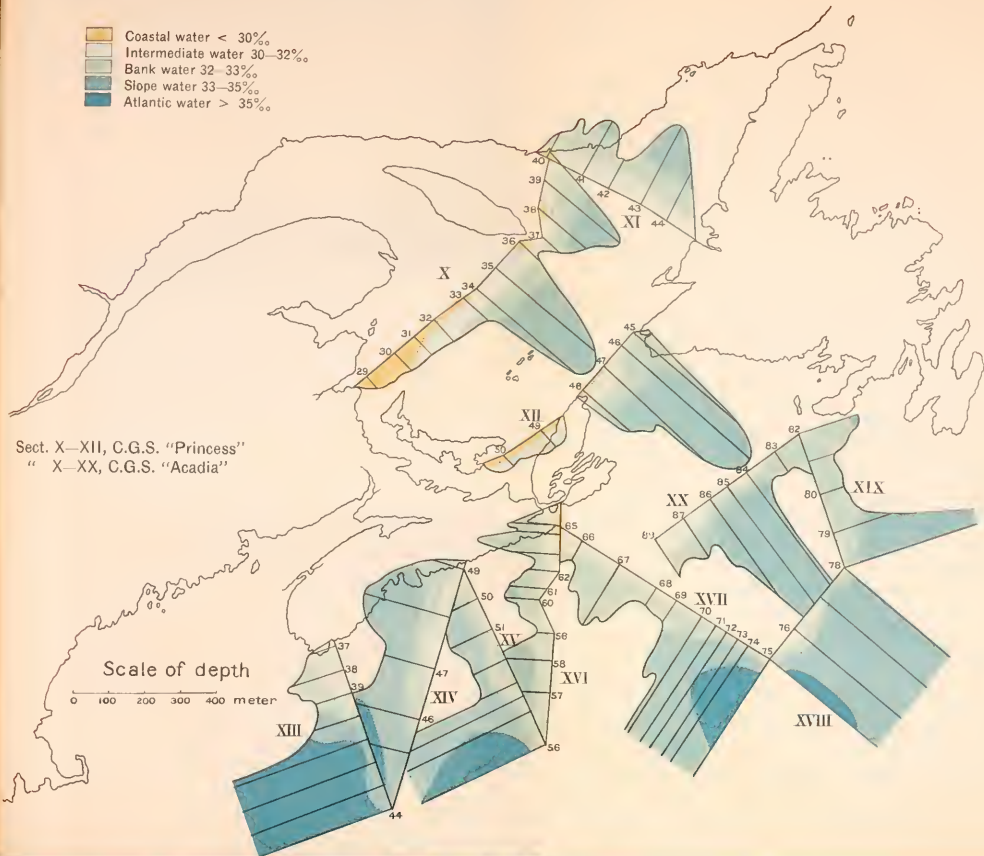 Coastal water < 30‰
Intermediate water 30—32‰
Bank water 32—33‰
Slope water 33—35‰
Atlantic water > 35‰
40
39
41
42
38
43
XI
44
37
36
35
X
34
33
32
31
30
29
45
46
47
48
XII
49
50
Sect. X—XII, C.G.S. "Princess"
" X—XX, C.G.S. "Acadia"
62
83
84
85
86
XX
87
80
XIX
79
78
65
66
67
62
61
60
68
69
XVII
70
71
72
73
74
75
76
49
50
51
XV
58
58
XVI
57
56
37
38
39
47
XIV
46
XIII
XVIII
44
Scale of depth
0 100 200 300 400 meter